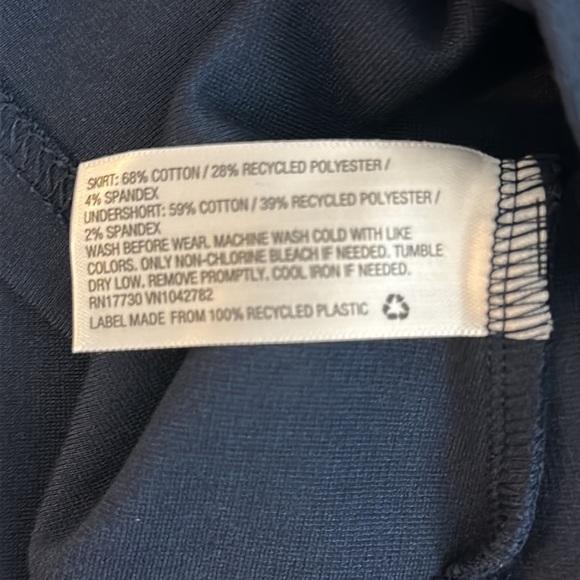 SKIRT: 68% COTTON / 28% RECYCLED POLYESTER /
4% SPANDEX
UNDERSHORT: 59% COTTON / 39% RECYCLED POLYESTER /
2% SPANDEX
WASH BEFORE WEAR. MACHINE WASH COLD WITH LIKE
COLORS. ONLY NON-CHLORINE BLEACH IF NEEDED. TUMBLE
DRY LOW. REMOVE PROMPTLY. COOL IRON IF NEEDED.
RN17730 VN1042782
LABEL MADE FROM 100% RECYCLED PLASTIC